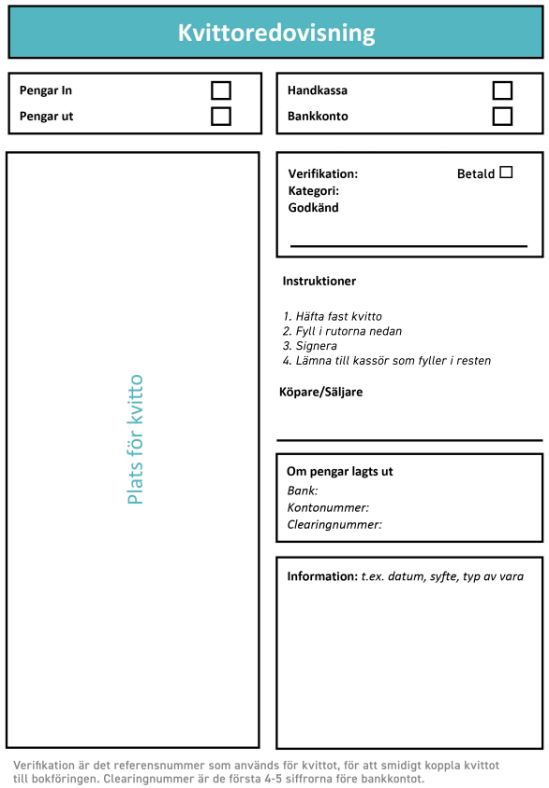 Kvittoredovisning
Pengar In
Pengar ut
Handkassa
Bankkonto
Plats för kvitto
Verifikation: Betald
Kategori:
Godkänd
Instruktioner
1. Häfta fast kvitto
2. Fyll i rutorna nedan
3. Signera
4. Lämna till kassör som fyller i resten
Köpare/Säljare
Om pengar lagts ut
Bank:
Kontonummer:
Clearingnummer:
Information: t.ex. datum, syfte, typ av vara
Verifikation är det referensnummer som används för kvittot, för att smidigt koppla kvittot
till bokföringen. Clearingnummer är de första 4-5 siffrorna före bankkontot.